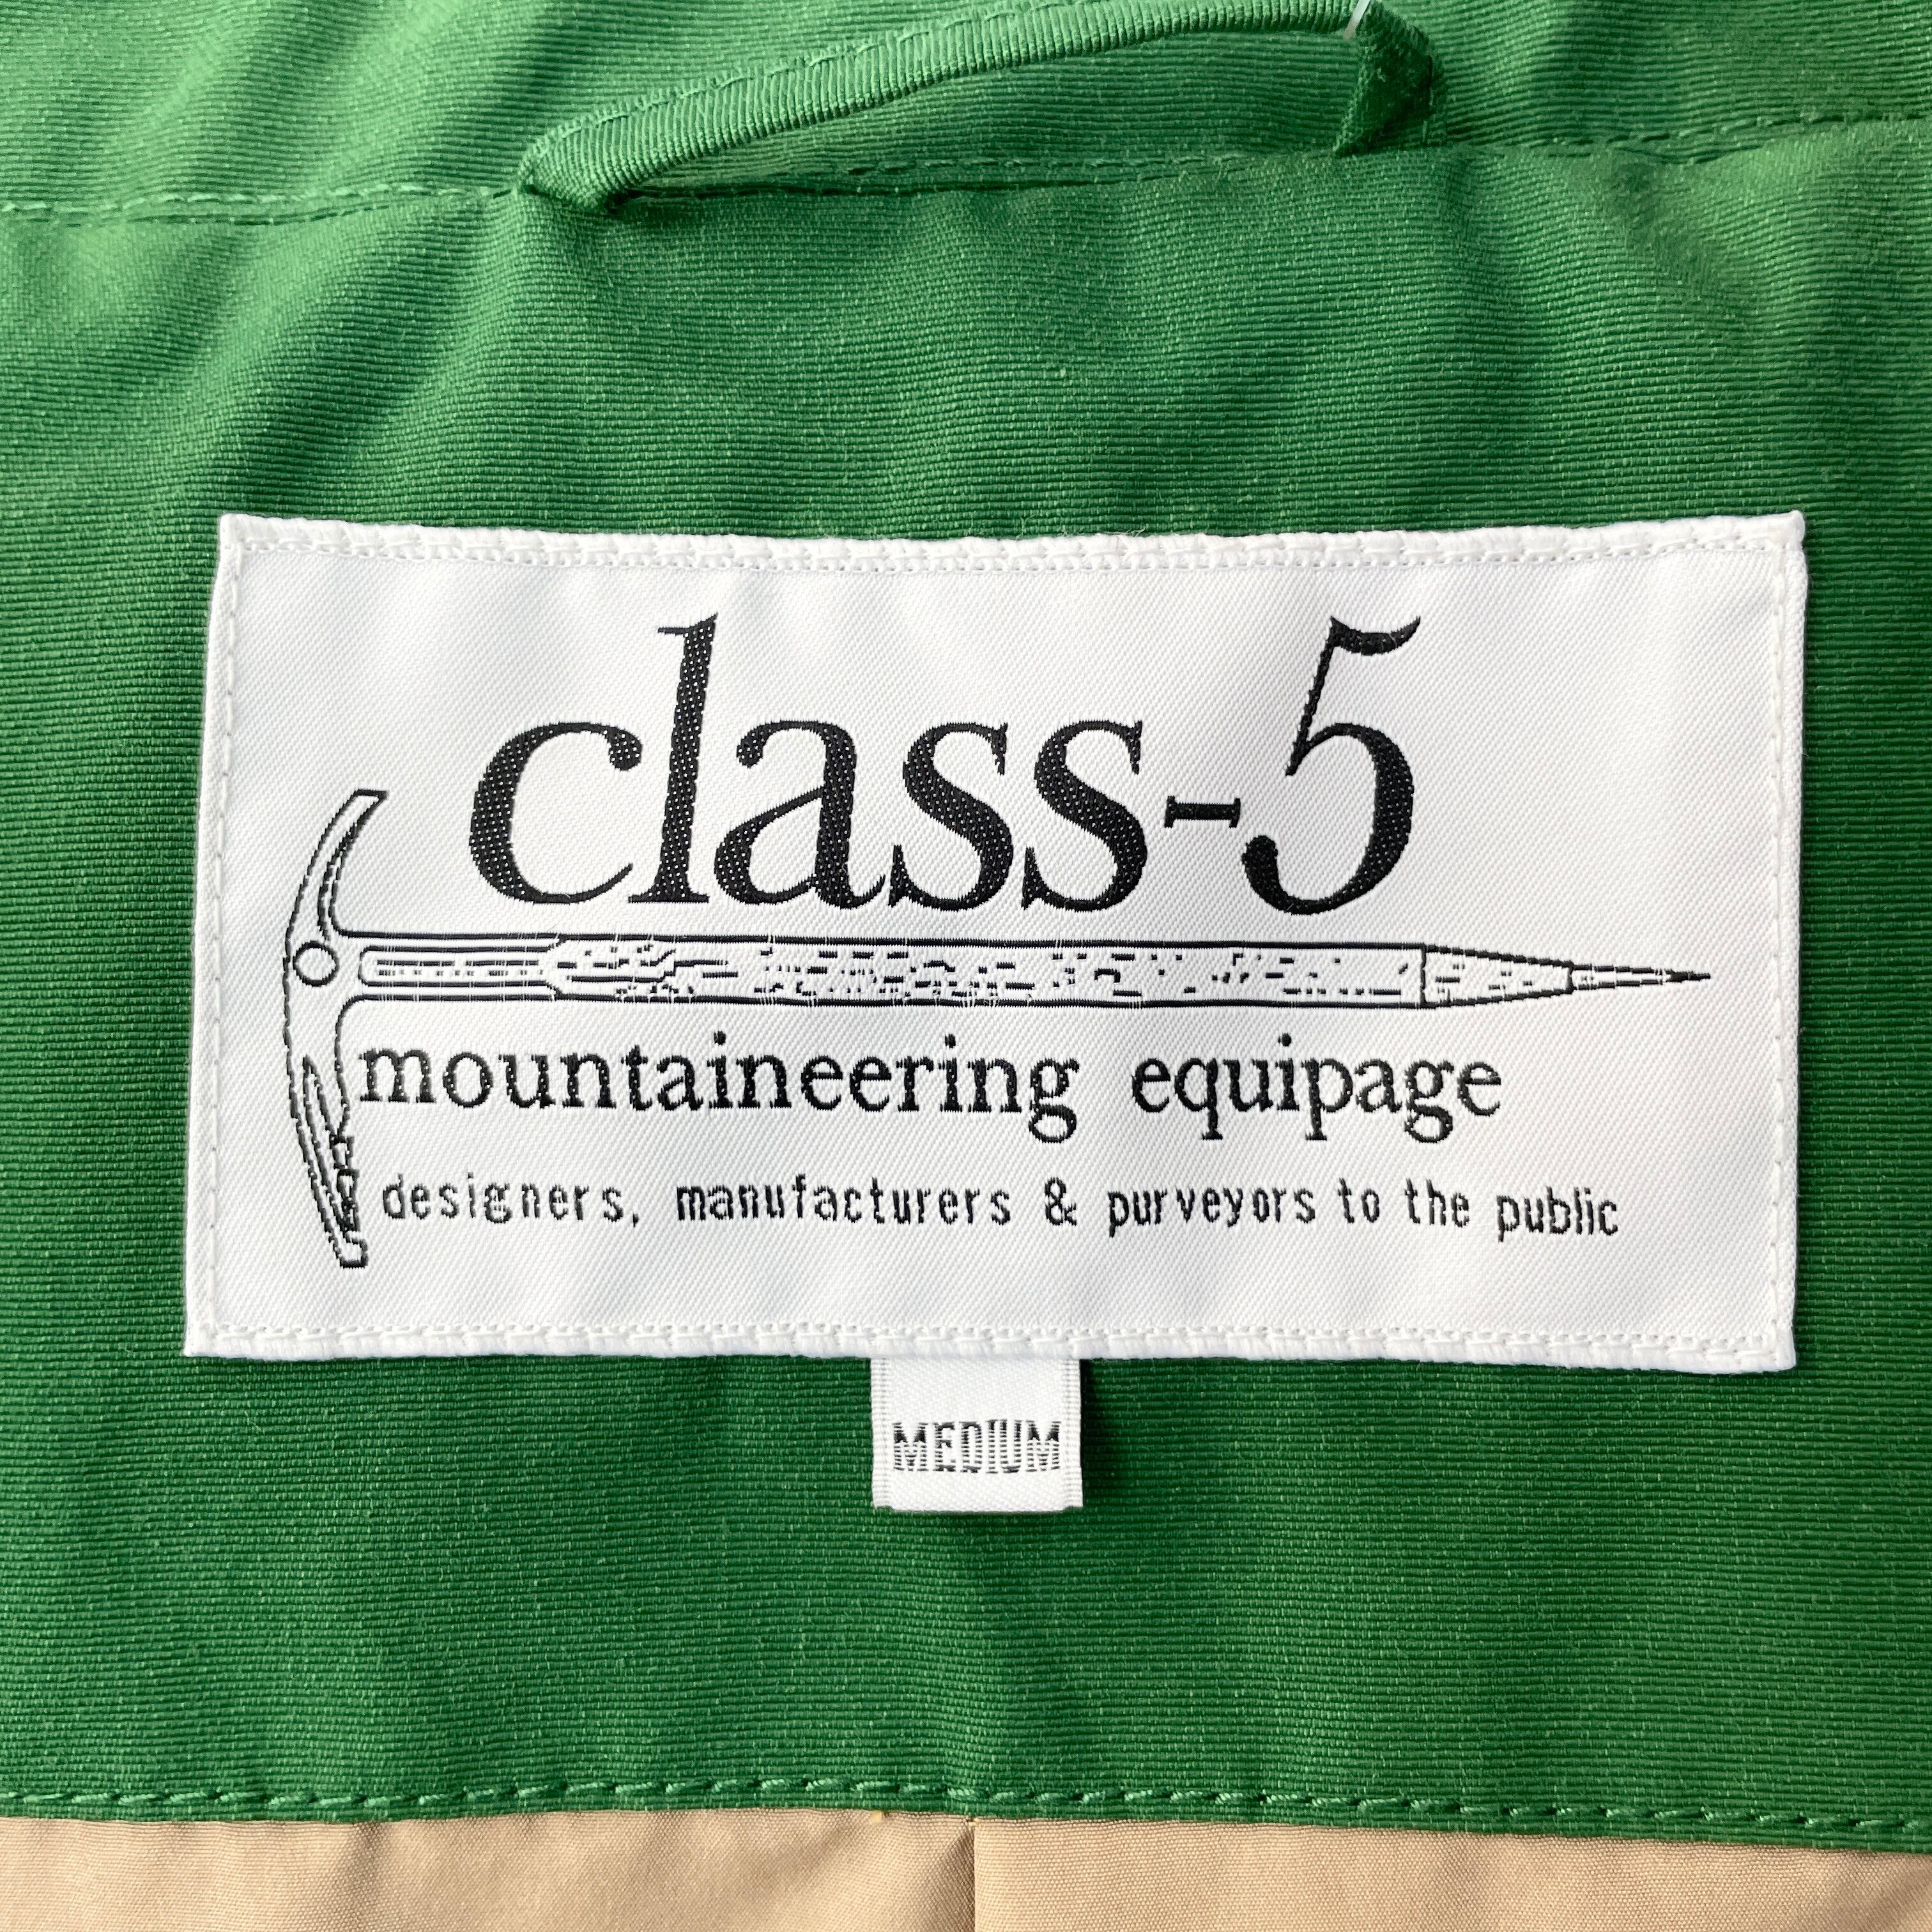 class-5
mountaineering equipage
designers, manufacturers & purveyors to the public
MEDIUM